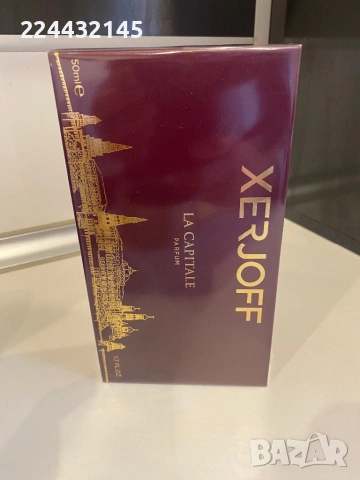 224432145
50ml e
XERJOFF
LA CAPITALE
PARFUM
1.7 FL.OZ
BAZAR